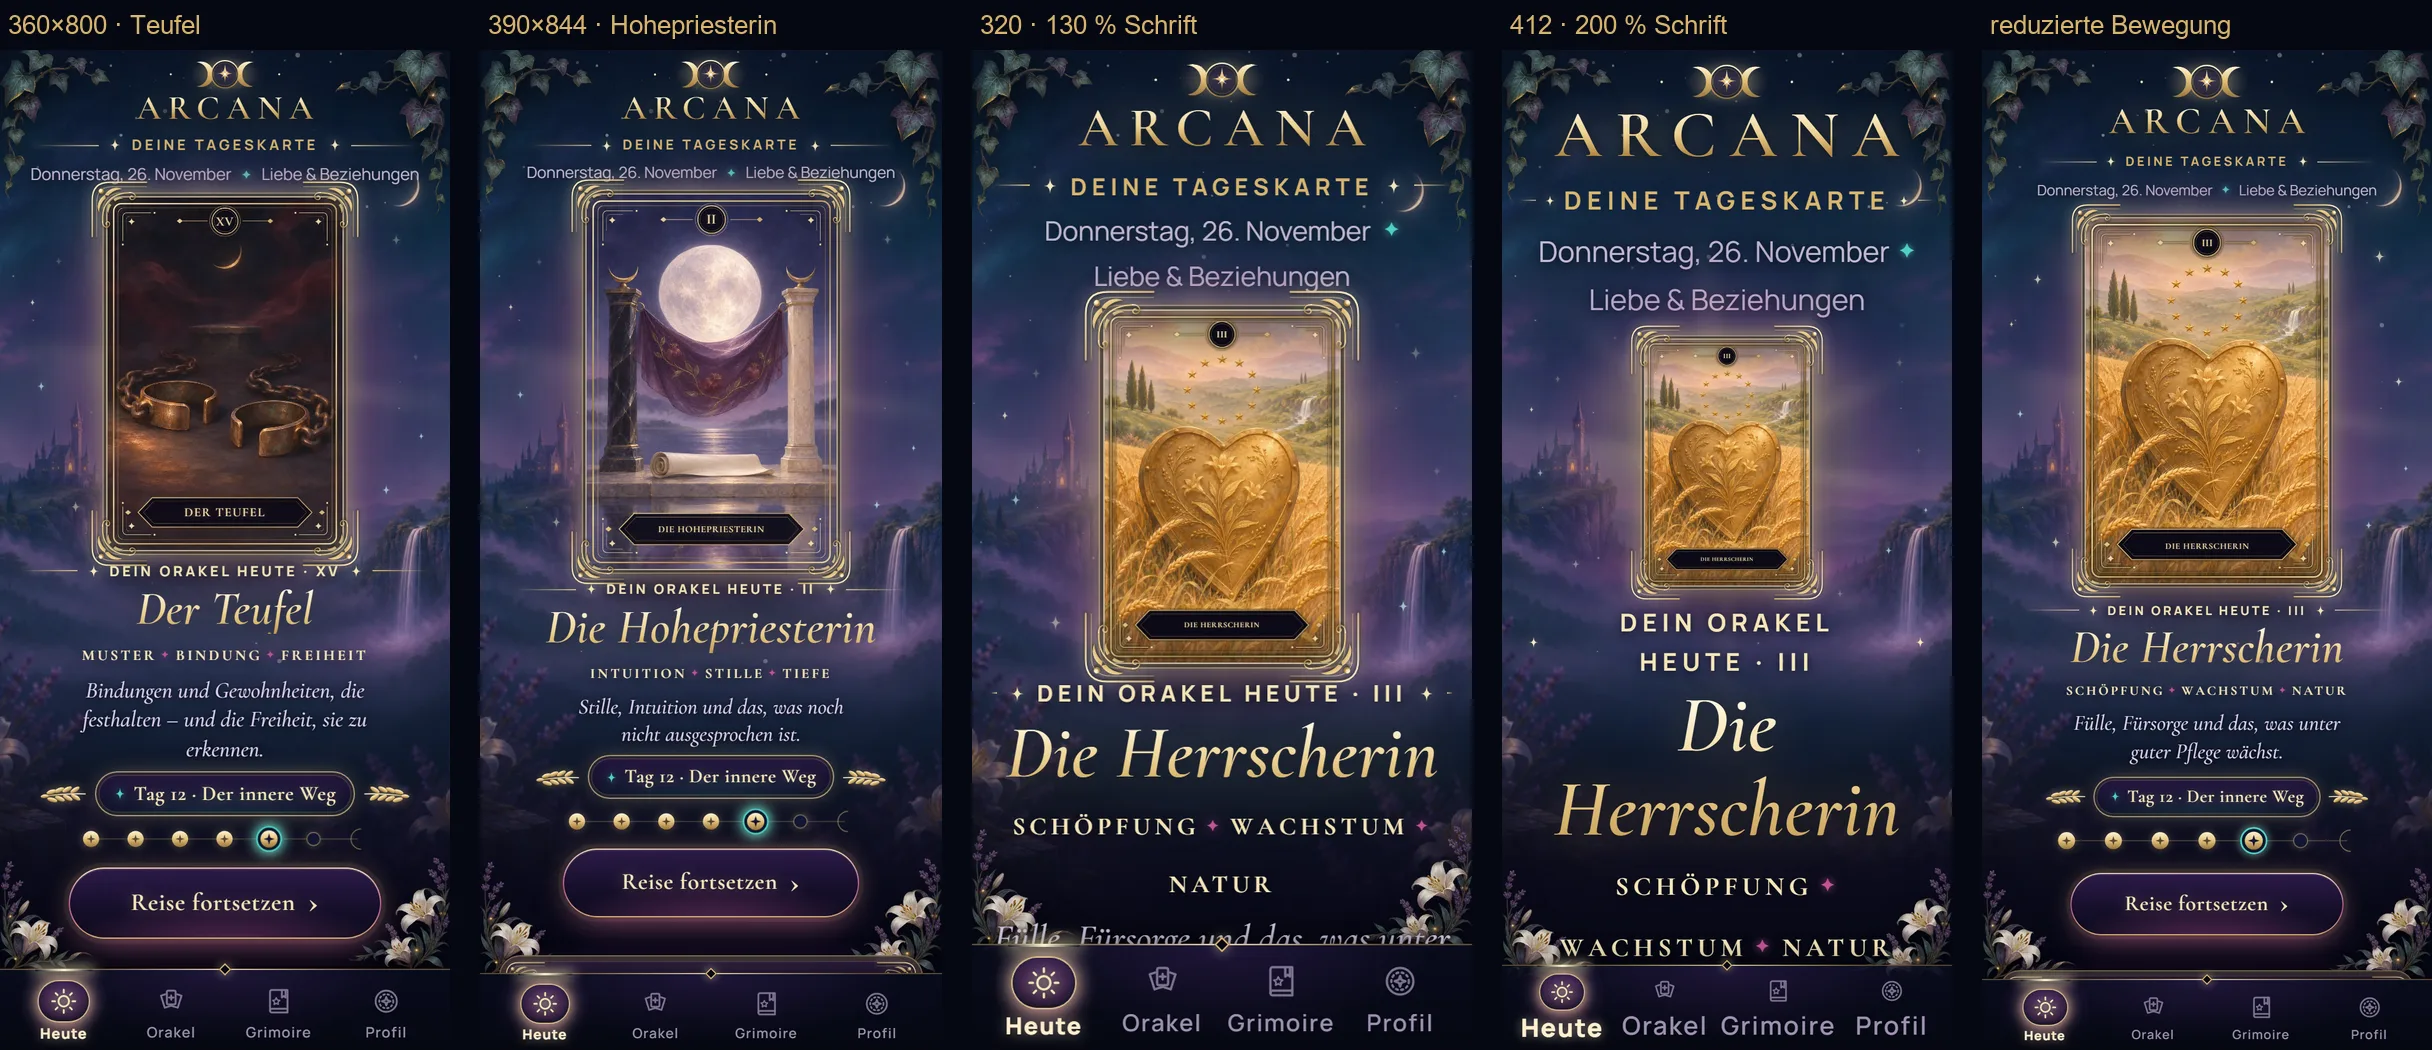 360×800 · Teufel
ARCANA
DEINE TAGESKARTE
Donnerstag, 26. November ✦ Liebe & Beziehungen
XV
DER TEUFEL
DEIN ORAKEL HEUTE · XV
Der Teufel
MUSTER ✦ BINDUNG ✦ FREIHEIT
Bindungen und Gewohnheiten, die
festhalten – und die Freiheit, sie zu
erkennen.
Tag 12 · Der innere Weg
Reise fortsetzen ›
Heute Orakel Grimoire Profil
390×844 · Hohepriesterin
ARCANA
DEINE TAGESKARTE
Donnerstag, 26. November ✦ Liebe & Beziehungen
II
DIE HOHEPRIESTERIN
DEIN ORAKEL HEUTE · II
Die Hohepriesterin
INTUITION ✦ STILLE ✦ TIEFE
Stille, Intuition und das, was noch
nicht ausgesprochen ist.
Tag 12 · Der innere Weg
Reise fortsetzen ›
Heute Orakel Grimoire Profil
320 · 130 % Schrift
ARCANA
DEINE TAGESKARTE
Donnerstag, 26. November ✦
Liebe & Beziehungen
III
DIE HERRSCHERIN
DEIN ORAKEL HEUTE · III
Die Herrscherin
SCHÖPFUNG ✦ WACHSTUM ✦
NATUR
Fülle, Fürsorge und das, was unter
Heute Orakel Grimoire Profil
412 · 200 % Schrift
ARCANA
DEINE TAGESKARTE
Donnerstag, 26. November ✦
Liebe & Beziehungen
III
DIE HERRSCHERIN
DEIN ORAKEL
HEUTE · III
Die
Herrscherin
SCHÖPFUNG ✦
WACHSTUM ✦ NATUR
Heute Orakel Grimoire Profil
reduzierte Bewegung
ARCANA
DEINE TAGESKARTE
Donnerstag, 26. November ✦ Liebe & Beziehungen
III
DIE HERRSCHERIN
DEIN ORAKEL HEUTE · III
Die Herrscherin
SCHÖPFUNG ✦ WACHSTUM ✦ NATUR
Fülle, Fürsorge und das, was unter
guter Pflege wächst.
Tag 12 · Der innere Weg
Reise fortsetzen ›
Heute Orakel Grimoire Profil